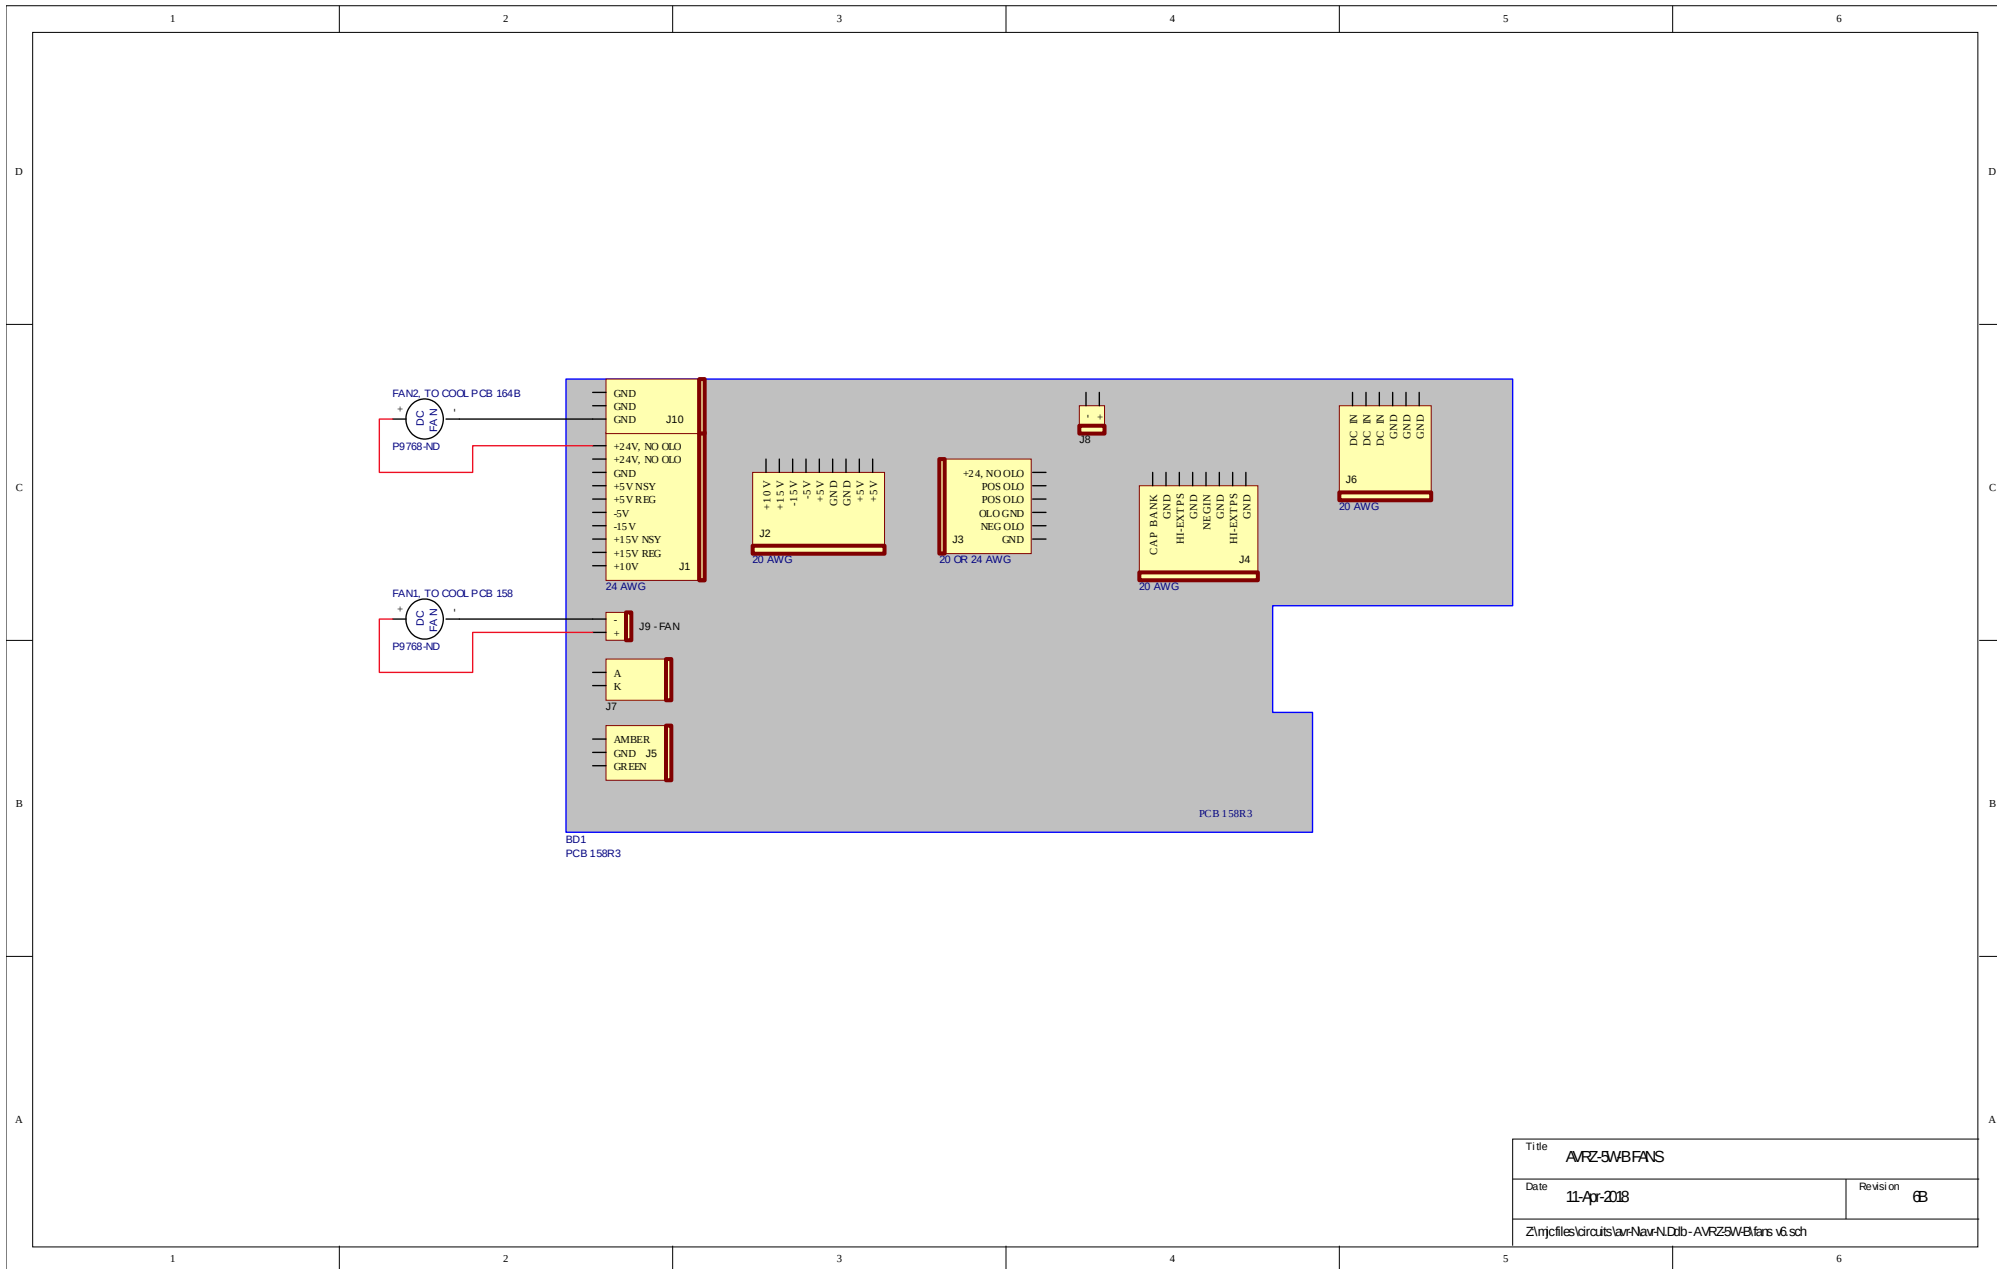 1 2 3 4 5 6
D D
FAN2, TO COOL PCB 164B
+ -
DC FAN
P9768-ND
GND
GND
GND
J10
+24V, NO OLO
+24V, NO OLO
GND
+5V NSY
+5V REG
-5V
-15V
+15V NSY
+15V REG
+10V
J1
24 AWG
+10V
+15V
-15V
-5V
+5V
GND
GND
+5V
+5V
J2
20 AWG
+24, NO OLO
POS OLO
POS OLO
OLO GND
NEG OLO
GND
J3
20 OR 24 AWG
- +
J8
CAP BANK
GND
HI-EXTPS
GND
NEGIN
GND
HI-EXTPS
GND
J4
20 AWG
DC IN
DC IN
DC IN
GND
GND
GND
J6
20 AWG
C C
FAN1, TO COOL PCB 158
+ -
DC FAN
P9768-ND
-
+
J9 - FAN
A
K
J7
AMBER
GND J5
GREEN
B B
PCB 158R3
BD1
PCB 158R3
A A
Title AVRZ-5W-B FANS
Date 11-Apr-2018 Revision 6B
Z:\mjcfiles\circuits\avr-N\avr-N.Ddb - AVRZ-5W-B\fans v6.sch
1 2 3 4 5 6